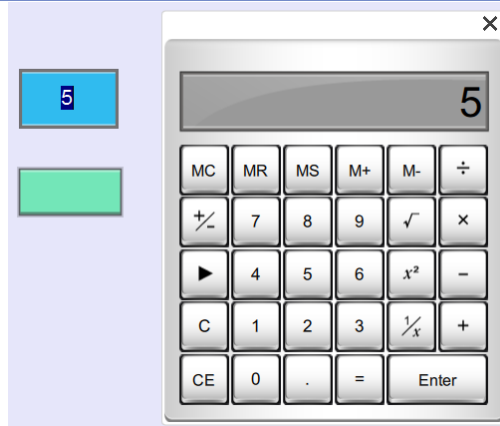 5
5
MC MR MS M+ M- ÷
+/- 7 8 9 √ ×
▶ 4 5 6 x² −
C 1 2 3 1/x +
CE 0 . = Enter